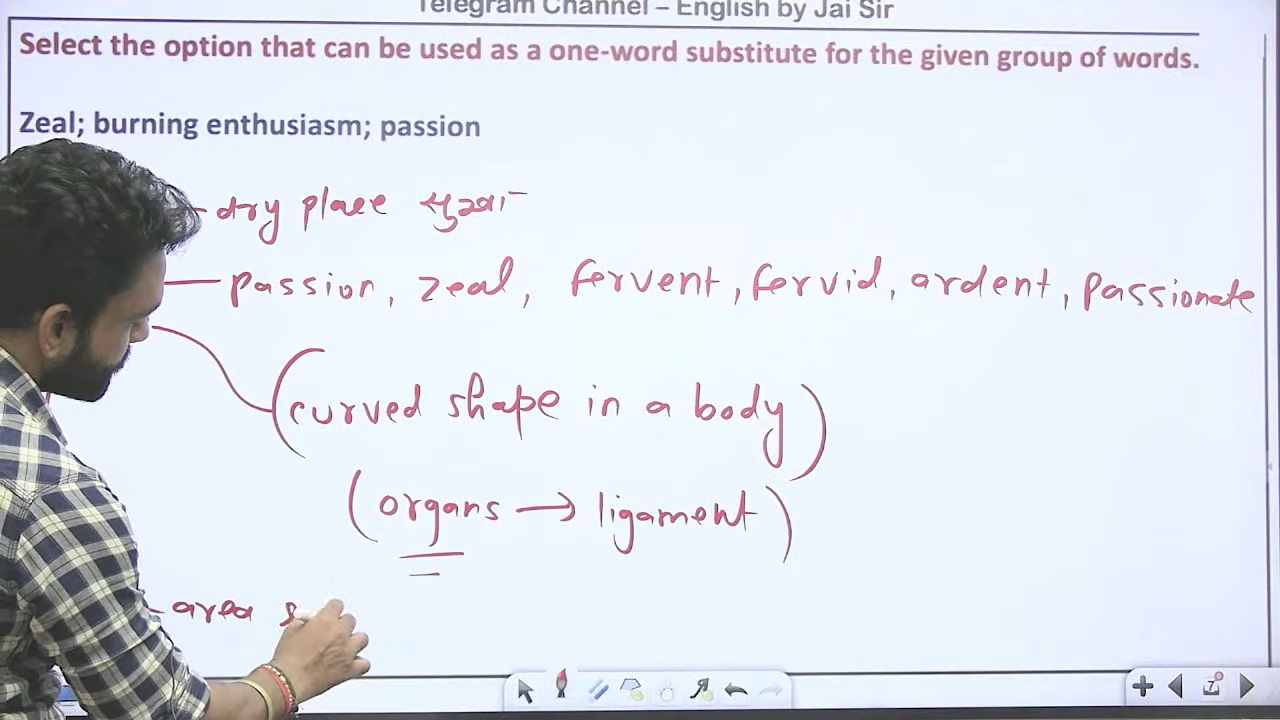 Telegram Channel – English by Jai Sir
Select the option that can be used as a one-word substitute for the given group of words.
Zeal; burning enthusiasm; passion
dry place सूखा
passion, zeal, fervent, fervid, ardent, passionate
(curved shape in a body)
(organs → ligament)
area s